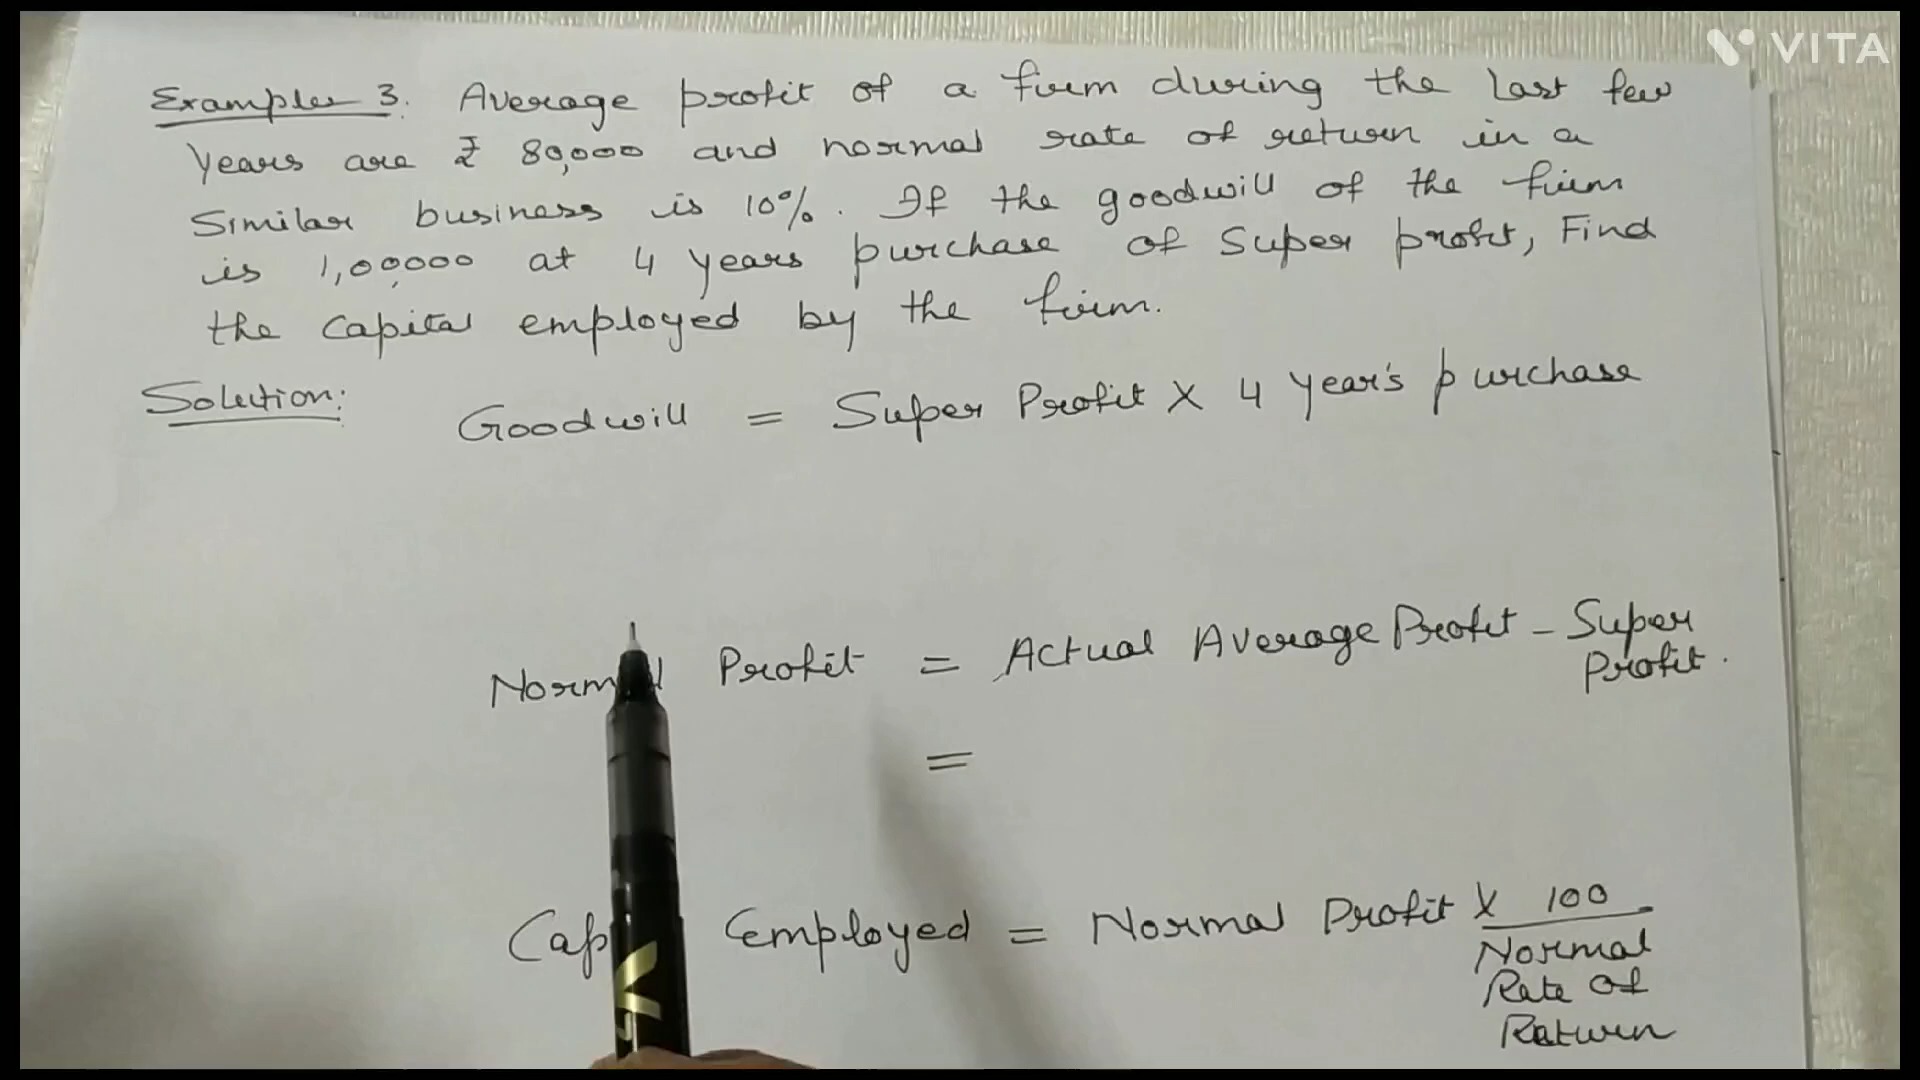 VITA
Example 3. Average profit of a firm during the last few
years are ₹ 80,000 and normal rate of return in a
similar business is 10%. If the goodwill of the firm
is 1,00,000 at 4 years purchase of super profit, Find
the capital employed by the firm.
Solution: Goodwill = Super Profit X 4 year's purchase
Normal Profit = Actual Average Profit - Super
Profit.
=
Cap Employed = Normal Profit X 100
Normal
Rate of
Return